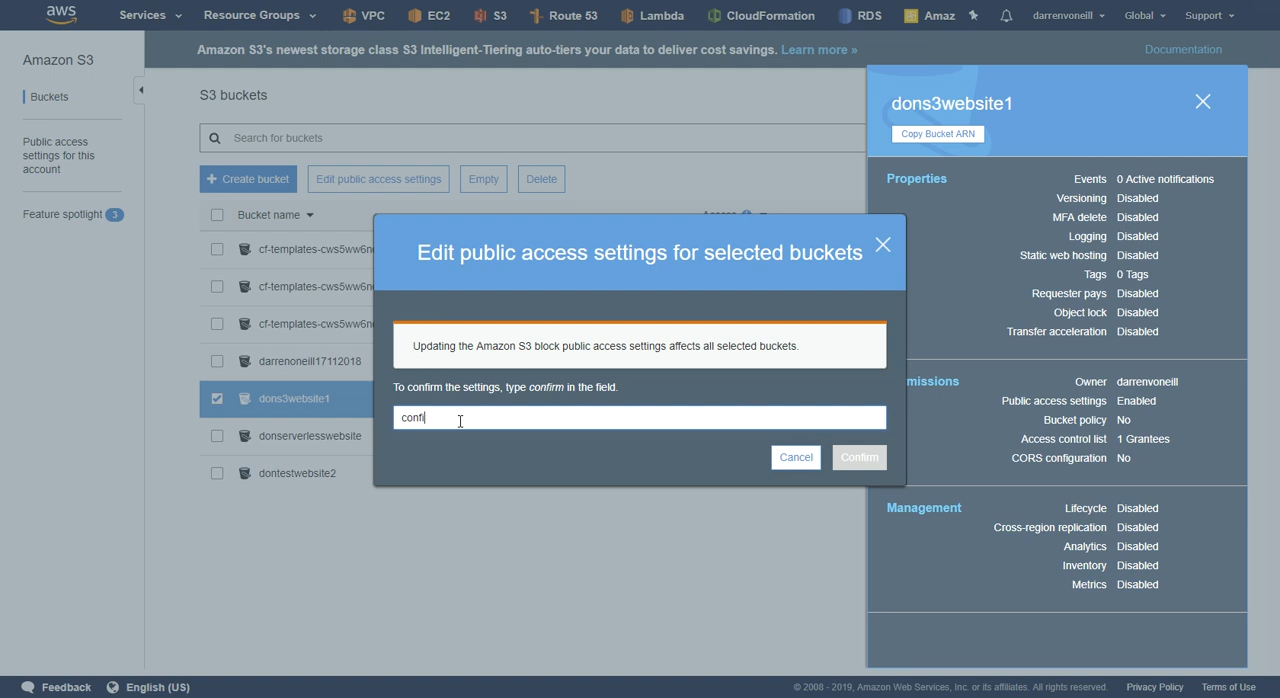 aws
Services
Resource Groups
VPC
EC2
S3
Route 53
Lambda
CloudFormation
RDS
Amaz
darrenvoneill
Global
Support
Amazon S3
Buckets
Public access
settings for this
account
Feature spotlight 3
Amazon S3's newest storage class S3 Intelligent-Tiering auto-tiers your data to deliver cost savings. Learn more »
Documentation
S3 buckets
Search for buckets
+ Create bucket
Edit public access settings
Empty
Delete
Bucket name
cf-templates-cws5ww6n
cf-templates-cws5ww6n
cf-templates-cws5ww6n
darrenoneill17112018
dons3website1
donserverlesswebsite
dontestwebsite2
Edit public access settings for selected buckets
Updating the Amazon S3 block public access settings affects all selected buckets.
To confirm the settings, type confirm in the field.
confi
Cancel
Confirm
dons3website1
Copy Bucket ARN
Properties
Events 0 Active notifications
Versioning Disabled
MFA delete Disabled
Logging Disabled
Static web hosting Disabled
Tags 0 Tags
Requester pays Disabled
Object lock Disabled
Transfer acceleration Disabled
missions
Owner darrenvoneill
Public access settings Enabled
Bucket policy No
Access control list 1 Grantees
CORS configuration No
Management
Lifecycle Disabled
Cross-region replication Disabled
Analytics Disabled
Inventory Disabled
Metrics Disabled
Feedback
English (US)
© 2008 - 2019, Amazon Web Services, Inc. or its affiliates. All rights reserved.
Privacy Policy
Terms of Use